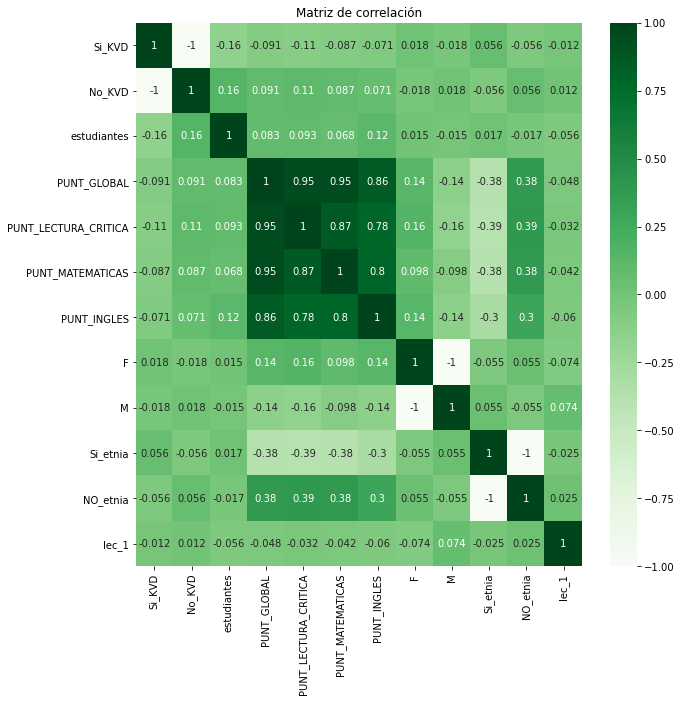 Matriz de correlación
Si_KVD 1 -1 -0.16 -0.091 -0.11 -0.087 -0.071 0.018 -0.018 0.056 -0.056 -0.012
No_KVD -1 1 0.16 0.091 0.11 0.087 0.071 -0.018 0.018 -0.056 0.056 0.012
estudiantes -0.16 0.16 1 0.083 0.093 0.068 0.12 0.015 -0.015 0.017 -0.017 -0.056
PUNT_GLOBAL -0.091 0.091 0.083 1 0.95 0.95 0.86 0.14 -0.14 -0.38 0.38 -0.048
PUNT_LECTURA_CRITICA -0.11 0.11 0.093 0.95 1 0.87 0.78 0.16 -0.16 -0.39 0.39 -0.032
PUNT_MATEMATICAS -0.087 0.087 0.068 0.95 0.87 1 0.8 0.098 -0.098 -0.38 0.38 -0.042
PUNT_INGLES -0.071 0.071 0.12 0.86 0.78 0.8 1 0.14 -0.14 -0.3 0.3 -0.06
F 0.018 -0.018 0.015 0.14 0.16 0.098 0.14 1 -1 -0.055 0.055 -0.074
M -0.018 0.018 -0.015 -0.14 -0.16 -0.098 -0.14 -1 1 0.055 -0.055 0.074
Si_etnia 0.056 -0.056 0.017 -0.38 -0.39 -0.38 -0.3 -0.055 0.055 1 -1 -0.025
NO_etnia -0.056 0.056 -0.017 0.38 0.39 0.38 0.3 0.055 -0.055 -1 1 0.025
lec_1 -0.012 0.012 -0.056 -0.048 -0.032 -0.042 -0.06 -0.074 0.074 -0.025 0.025 1
Si_KVD
No_KVD
estudiantes
PUNT_GLOBAL
PUNT_LECTURA_CRITICA
PUNT_MATEMATICAS
PUNT_INGLES
F
M
Si_etnia
NO_etnia
lec_1
1.00
0.75
0.50
0.25
0.00
−0.25
−0.50
−0.75
−1.00